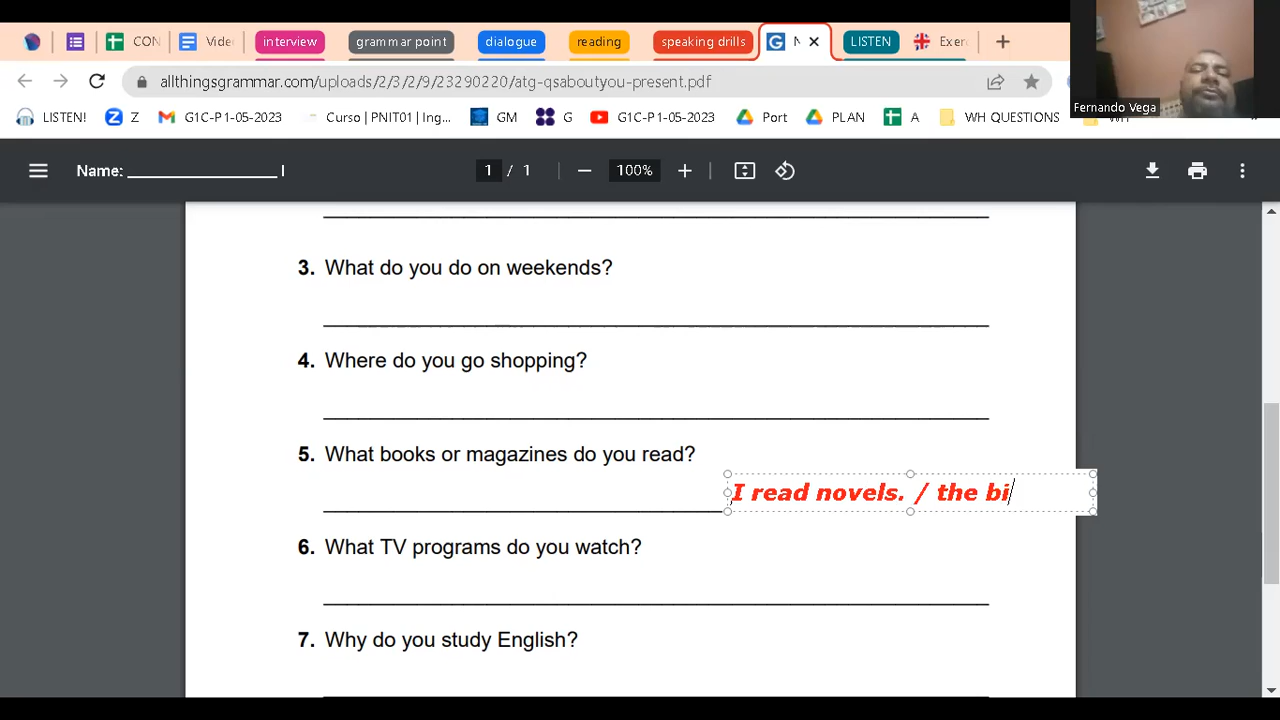 CON
Vide
interview
grammar point
dialogue
reading
speaking drills
LISTEN
Exer
allthingsgrammar.com/uploads/2/3/2/9/23290220/atg-qsaboutyou-present.pdf
Fernando Vega
LISTEN!
Z
G1C-P1-05-2023
Curso | PNIT01 | Ing...
GM
G
G1C-P1-05-2023
Port
PLAN
A
WH QUESTIONS
Name: ________________ I
1 / 1
100%
3. What do you do on weekends?
4. Where do you go shopping?
5. What books or magazines do you read?
I read novels. / the bi
6. What TV programs do you watch?
7. Why do you study English?